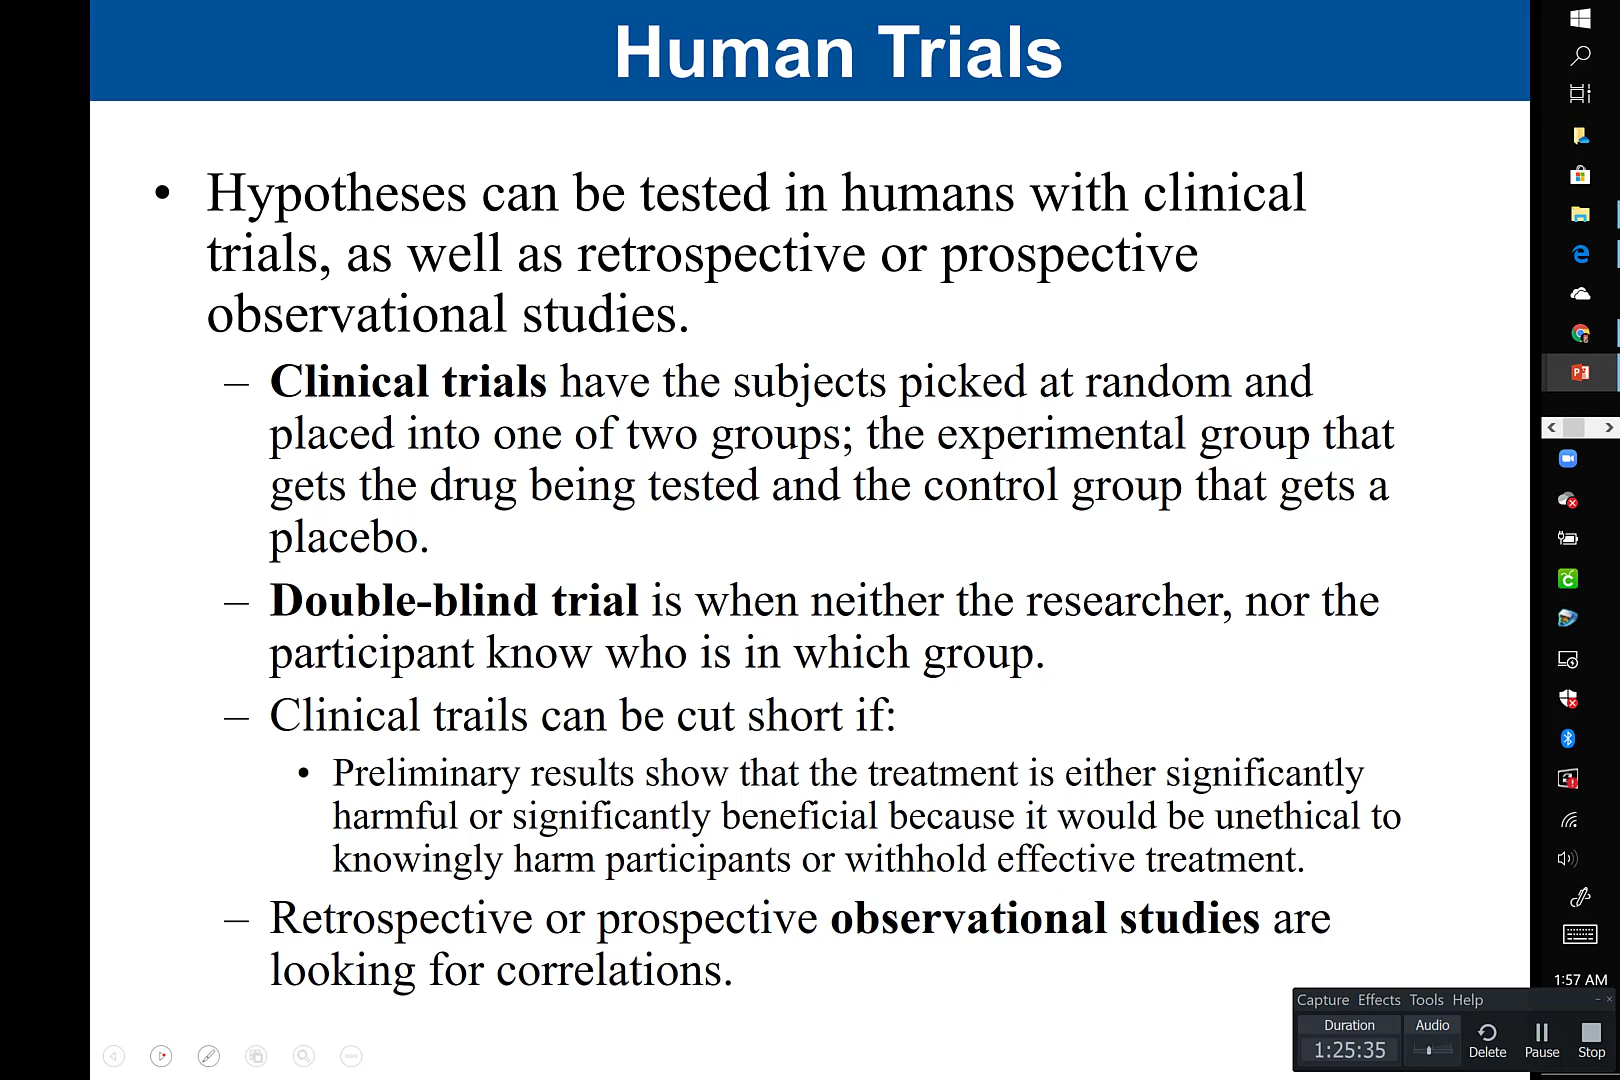 Human Trials
• Hypotheses can be tested in humans with clinical
trials, as well as retrospective or prospective
observational studies.
– Clinical trials have the subjects picked at random and
placed into one of two groups; the experimental group that
gets the drug being tested and the control group that gets a
placebo.
– Double-blind trial is when neither the researcher, nor the
participant know who is in which group.
– Clinical trails can be cut short if:
• Preliminary results show that the treatment is either significantly
harmful or significantly beneficial because it would be unethical to
knowingly harm participants or withhold effective treatment.
– Retrospective or prospective observational studies are
looking for correlations.
1:57 AM
Capture Effects Tools Help
Duration
Audio
1:25:35
Delete
Pause
Stop